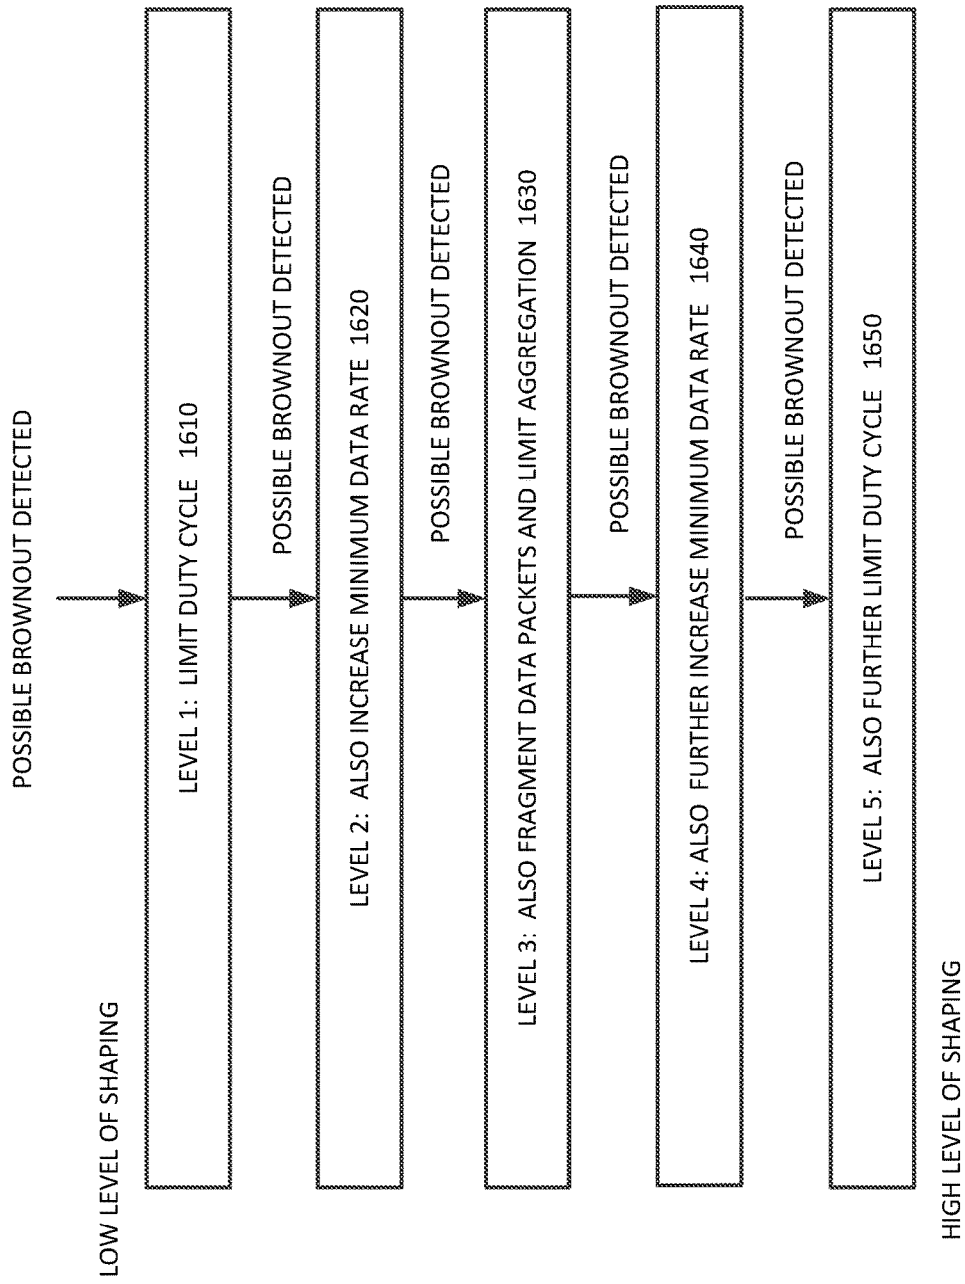 POSSIBLE BROWNOUT DETECTED
LOW LEVEL OF SHAPING
LEVEL 1: LIMIT DUTY CYCLE 1610
POSSIBLE BROWNOUT DETECTED
LEVEL 2: ALSO INCREASE MINIMUM DATA RATE 1620
POSSIBLE BROWNOUT DETECTED
LEVEL 3: ALSO FRAGMENT DATA PACKETS AND LIMIT AGGREGATION 1630
POSSIBLE BROWNOUT DETECTED
LEVEL 4: ALSO FURTHER INCREASE MINIMUM DATA RATE 1640
POSSIBLE BROWNOUT DETECTED
LEVEL 5: ALSO FURTHER LIMIT DUTY CYCLE 1650
HIGH LEVEL OF SHAPING